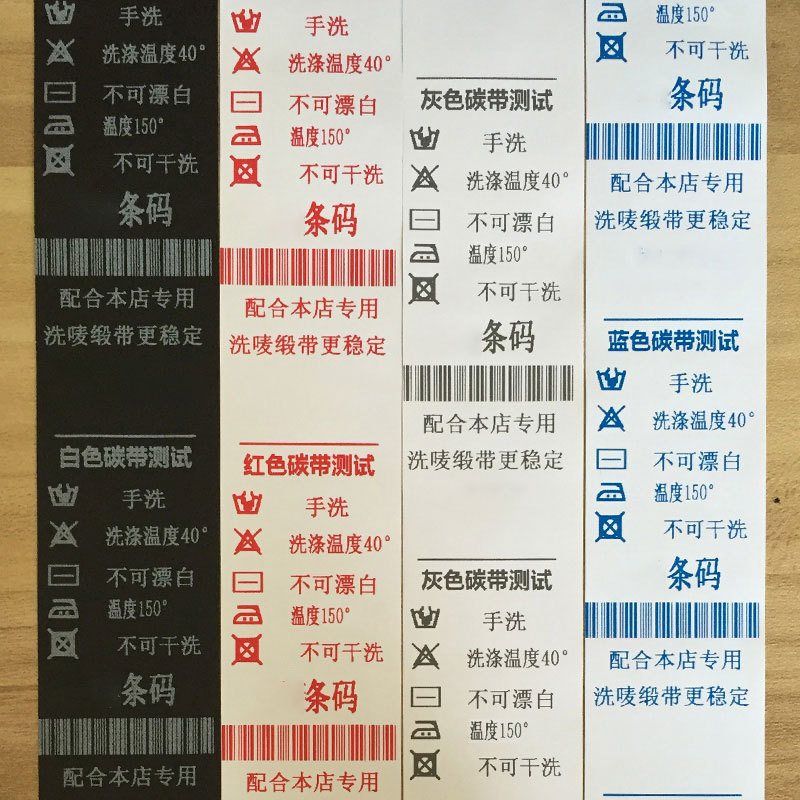 手洗
洗涤温度40°
不可漂白
温度150°
不可干洗
条码
配合本店专用
洗唛缎带更稳定
白色碳带测试
手洗
洗涤温度40°
不可漂白
温度150°
不可干洗
条码
配合本店专用
手洗
洗涤温度40°
不可漂白
温度150°
不可干洗
条码
配合本店专用
洗唛缎带更稳定
红色碳带测试
手洗
洗涤温度40°
不可漂白
温度150°
不可干洗
条码
配合本店专用
灰色碳带测试
手洗
洗涤温度40°
不可漂白
温度150°
不可干洗
条码
配合本店专用
洗唛缎带更稳定
灰色碳带测试
手洗
洗涤温度40°
不可漂白
温度150°
不可干洗
温度150°
不可干洗
条码
配合本店专用
洗唛缎带更稳定
蓝色碳带测试
手洗
洗涤温度40°
不可漂白
温度150°
不可干洗
条码
配合本店专用
洗唛缎带更稳定